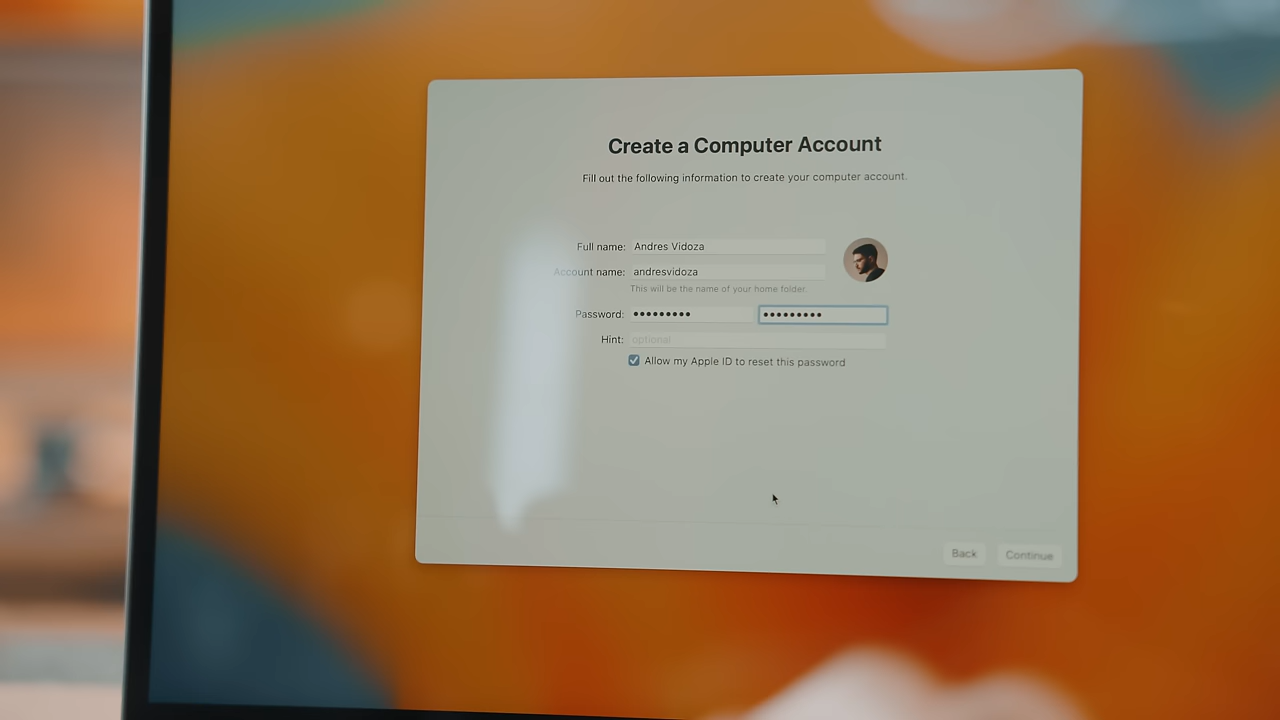 Create a Computer Account
Fill out the following information to create your computer account.
Full name: Andres Vidoza
Account name: andresvidoza
This will be the name of your home folder.
Password: ••••••••• •••••••••
Hint: optional
Allow my Apple ID to reset this password
Back Continue